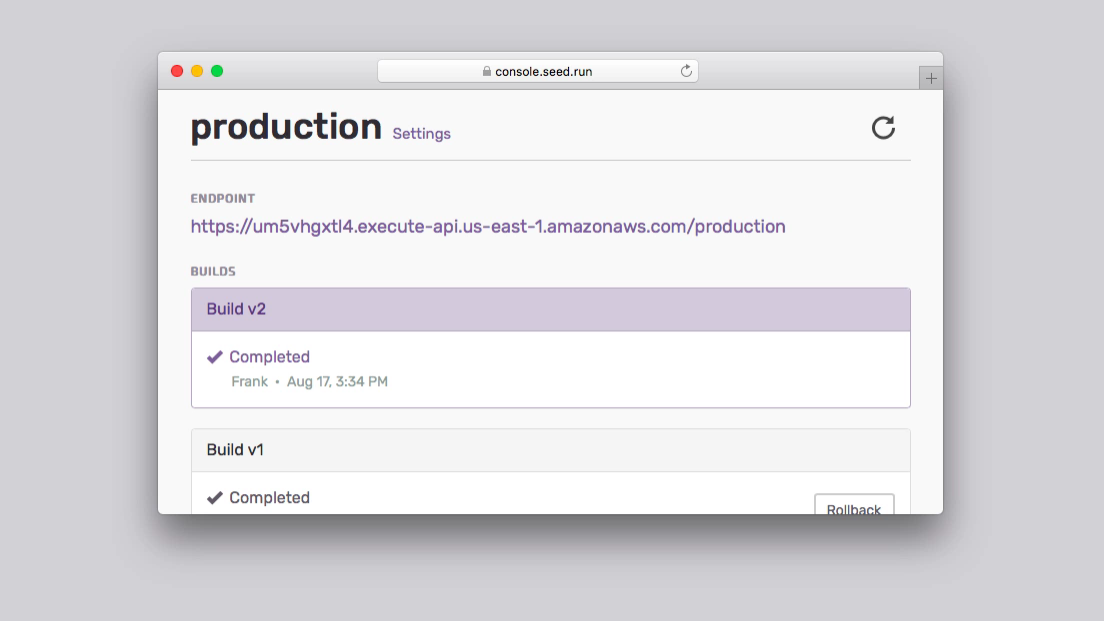 console.seed.run
production Settings
ENDPOINT
https://um5vhgxtl4.execute-api.us-east-1.amazonaws.com/production
BUILDS
Build v2
Completed
Frank • Aug 17, 3:34 PM
Build v1
Completed
Rollback